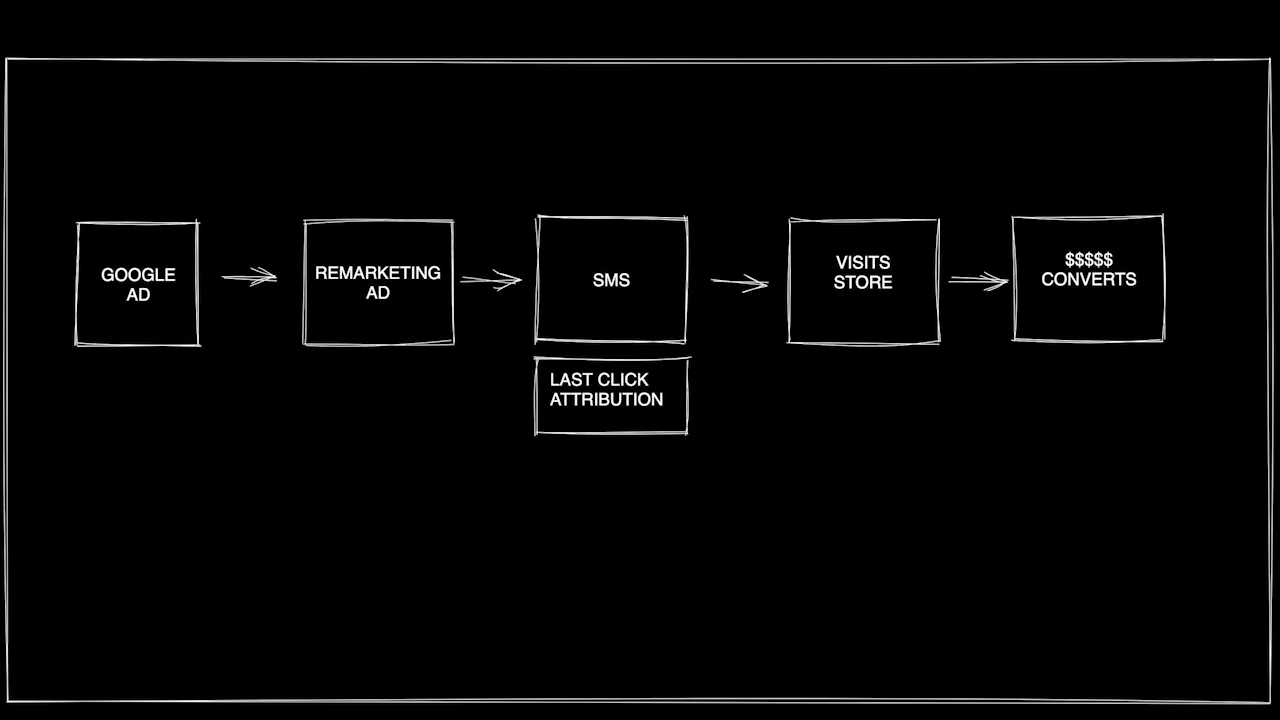 GOOGLE
AD
REMARKETING
AD
SMS
VISITS
STORE
$$$$$
CONVERTS
LAST CLICK
ATTRIBUTION